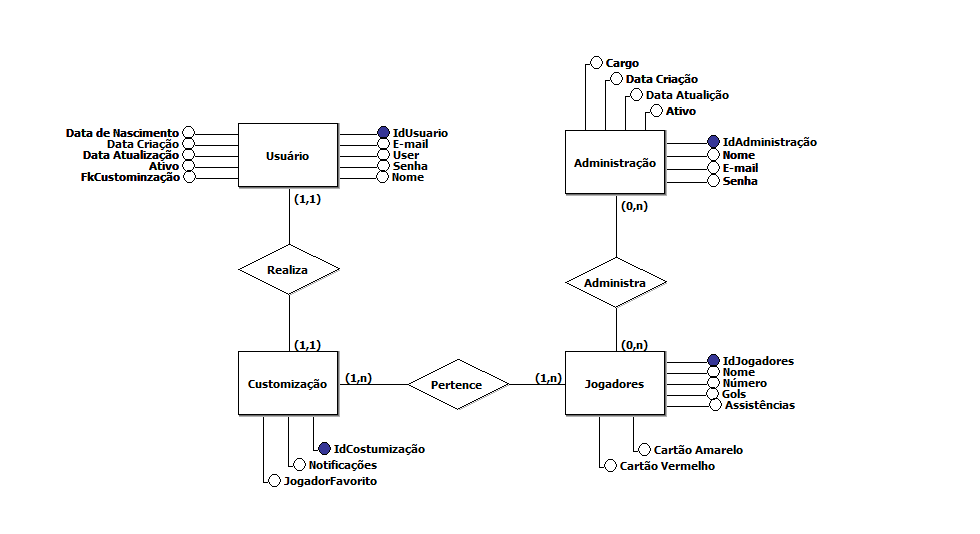 Cargo
Data Criação
Data Atualição
Ativo
Data de Nascimento
Data Criação
Data Atualização
Ativo
FkCustominzação
Usuário
IdUsuario
E-mail
User
Senha
Nome
Administração
IdAdministração
Nome
E-mail
Senha
(1,1)
(0,n)
Realiza
Administra
(1,1)
(0,n)
Customização
(1,n)
Pertence
(1,n)
Jogadores
IdJogadores
Nome
Número
Gols
Assistências
IdCostumização
Notificações
JogadorFavorito
Cartão Amarelo
Cartão Vermelho